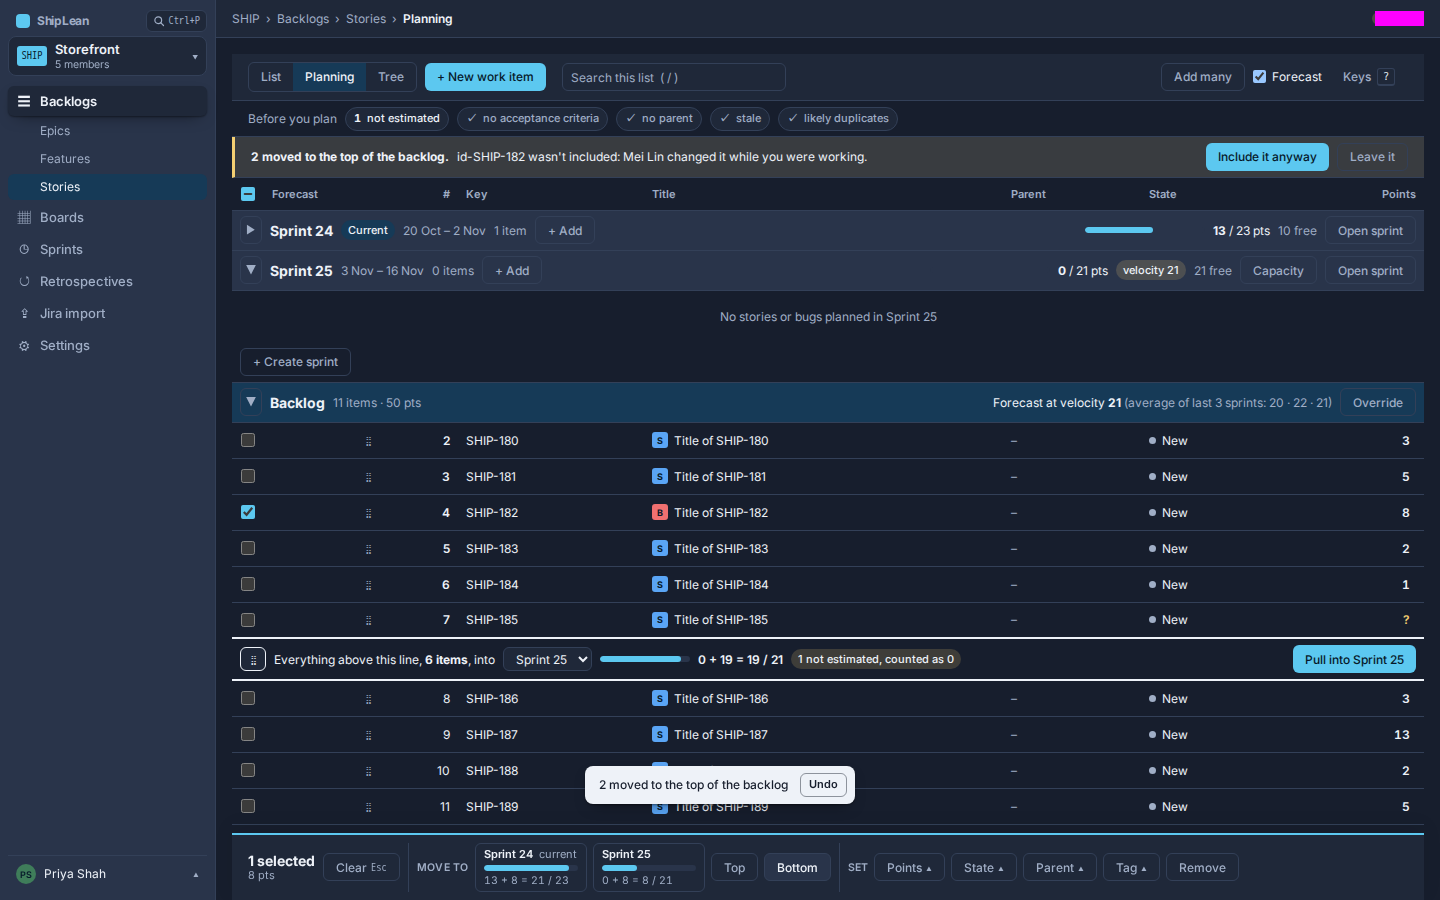 ShipLean Ctrl+P
SHIP Storefront
5 members
Backlogs
Epics
Features
Stories
Boards
Sprints
Retrospectives
Jira import
Settings
PS Priya Shah
SHIP › Backlogs › Stories › Planning
List Planning Tree + New work item Search this list ( / ) Add many Forecast Keys ?
Before you plan 1 not estimated ✓ no acceptance criteria ✓ no parent ✓ stale ✓ likely duplicates
2 moved to the top of the backlog. id-SHIP-182 wasn't included: Mei Lin changed it while you were working. Include it anyway Leave it
Forecast # Key Title Parent State Points
Sprint 24 Current 20 Oct – 2 Nov 1 item + Add 13 / 23 pts 10 free Open sprint
Sprint 25 3 Nov – 16 Nov 0 items + Add 0 / 21 pts velocity 21 21 free Capacity Open sprint
No stories or bugs planned in Sprint 25
+ Create sprint
Backlog 11 items · 50 pts Forecast at velocity 21 (average of last 3 sprints: 20 · 22 · 21) Override
2 SHIP-180 S Title of SHIP-180 – New 3
3 SHIP-181 S Title of SHIP-181 – New 5
4 SHIP-182 B Title of SHIP-182 – New 8
5 SHIP-183 S Title of SHIP-183 – New 2
6 SHIP-184 S Title of SHIP-184 – New 1
7 SHIP-185 S Title of SHIP-185 – New ?
Everything above this line, 6 items, into Sprint 25 0 + 19 = 19 / 21 1 not estimated, counted as 0 Pull into Sprint 25
8 SHIP-186 S Title of SHIP-186 – New 3
9 SHIP-187 S Title of SHIP-187 – New 13
10 SHIP-188 – New 2
2 moved to the top of the backlog Undo
11 SHIP-189 S Title of SHIP-189 – New 5
1 selected
8 pts
Clear Esc MOVE TO
Sprint 24 current
13 + 8 = 21 / 23
Sprint 25
0 + 8 = 8 / 21
Top Bottom SET Points ▴ State ▴ Parent ▴ Tag ▴ Remove